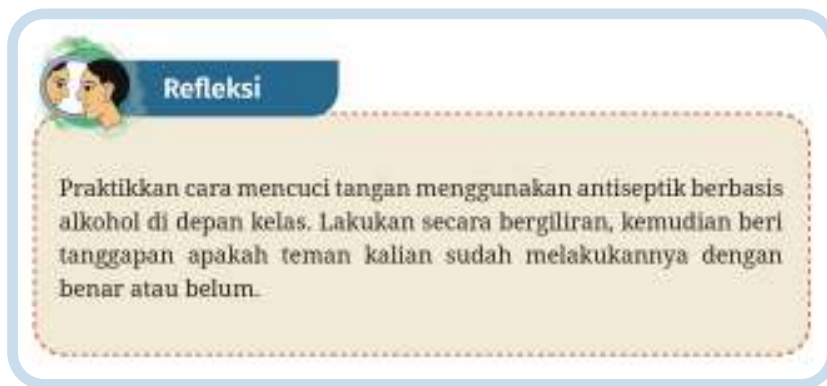 Refleksi
Praktikkan cara mencuci tangan menggunakan antiseptik berbasis
alkohol di depan kelas. Lakukan secara bergiliran, kemudian beri
tanggapan apakah teman kalian sudah melakukannya dengan
benar atau belum.